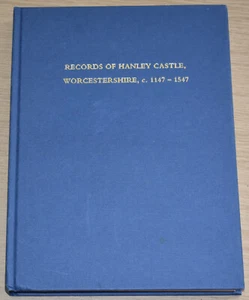 RECORDS OF HANLEY CASTLE,
WORCESTERSHIRE, c. 1147 – 1547